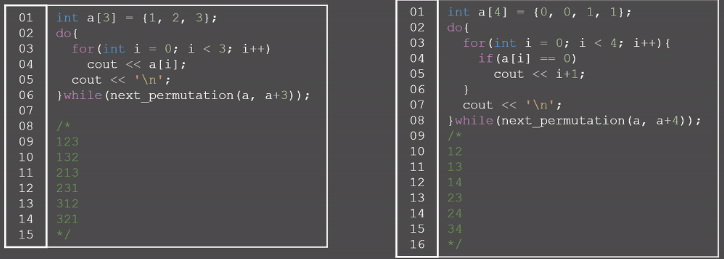 01 int a[3] = {1, 2, 3};
02 do{
03 for(int i = 0; i < 3; i++)
04 cout << a[i];
05 cout << '\n';
06 }while(next_permutation(a, a+3));
07
08 /*
09 123
10 132
11 213
12 231
13 312
14 321
15 */
01 int a[4] = {0, 0, 1, 1};
02 do{
03 for(int i = 0; i < 4; i++){
04 if(a[i] == 0)
05 cout << i+1;
06 }
07 cout << '\n';
08 }while(next_permutation(a, a+4));
09 /*
10 12
11 13
12 14
13 23
14 24
15 34
16 */